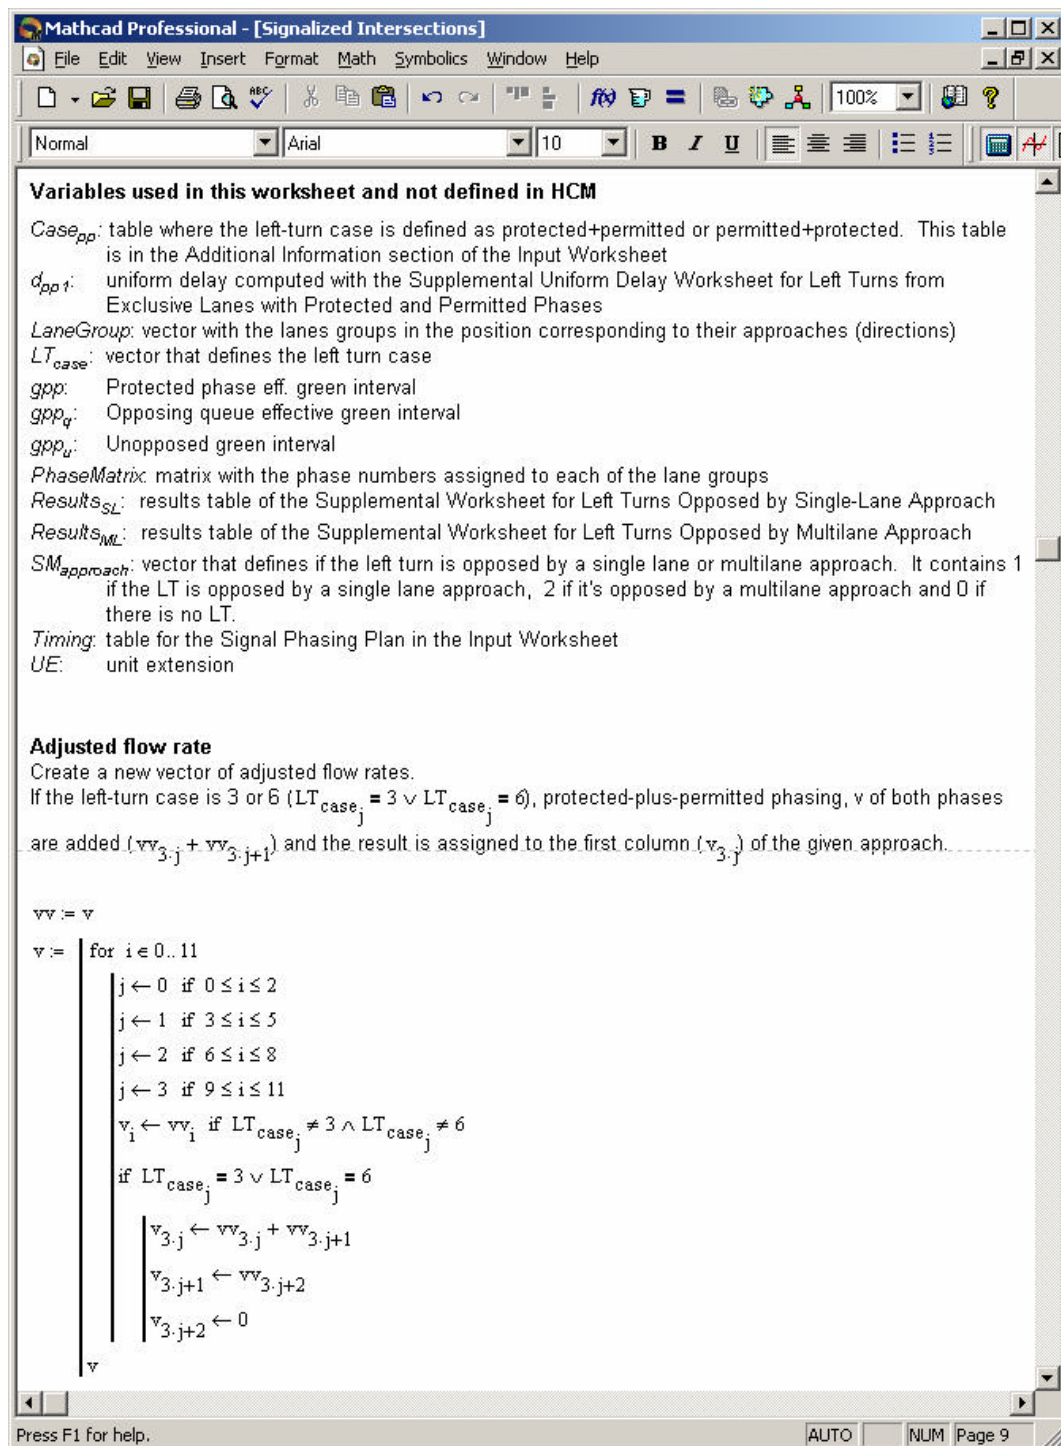 Mathcad Professional - [Signalized Intersections]
File Edit View Insert Format Math Symbolics Window Help
100%
Normal Arial 10 B I U
Variables used in this worksheet and not defined in HCM
Case_pp: table where the left-turn case is defined as protected+permitted or permitted+protected. This table
is in the Additional Information section of the Input Worksheet
d_pp1: uniform delay computed with the Supplemental Uniform Delay Worksheet for Left Turns from
Exclusive Lanes with Protected and Permitted Phases
LaneGroup: vector with the lanes groups in the position corresponding to their approaches (directions)
LT_case: vector that defines the left turn case
gpp: Protected phase eff. green interval
gpp_q: Opposing queue effective green interval
gpp_u: Unopposed green interval
PhaseMatrix: matrix with the phase numbers assigned to each of the lane groups
Results_SL: results table of the Supplemental Worksheet for Left Turns Opposed by Single-Lane Approach
Results_ML: results table of the Supplemental Worksheet for Left Turns Opposed by Multilane Approach
SM_approach: vector that defines if the left turn is opposed by a single lane or multilane approach. It contains 1
if the LT is opposed by a single lane approach, 2 if it's opposed by a multilane approach and 0 if
there is no LT.
Timing: table for the Signal Phasing Plan in the Input Worksheet
UE: unit extension
Adjusted flow rate
Create a new vector of adjusted flow rates.
If the left-turn case is 3 or 6 (LT_case_j = 3 ∨ LT_case_j = 6), protected-plus-permitted phasing, v of both phases
are added (vv_3·j + vv_3·j+1) and the result is assigned to the first column (v_3·j) of the given approach.
vv := v
v := for i ∈ 0.. 11
j ← 0 if 0 ≤ i ≤ 2
j ← 1 if 3 ≤ i ≤ 5
j ← 2 if 6 ≤ i ≤ 8
j ← 3 if 9 ≤ i ≤ 11
v_i ← vv_i if LT_case_j ≠ 3 ∧ LT_case_j ≠ 6
if LT_case_j = 3 ∨ LT_case_j = 6
v_3·j ← vv_3·j + vv_3·j+1
v_3·j+1 ← vv_3·j+2
v_3·j+2 ← 0
v
Press F1 for help. AUTO NUM Page 9